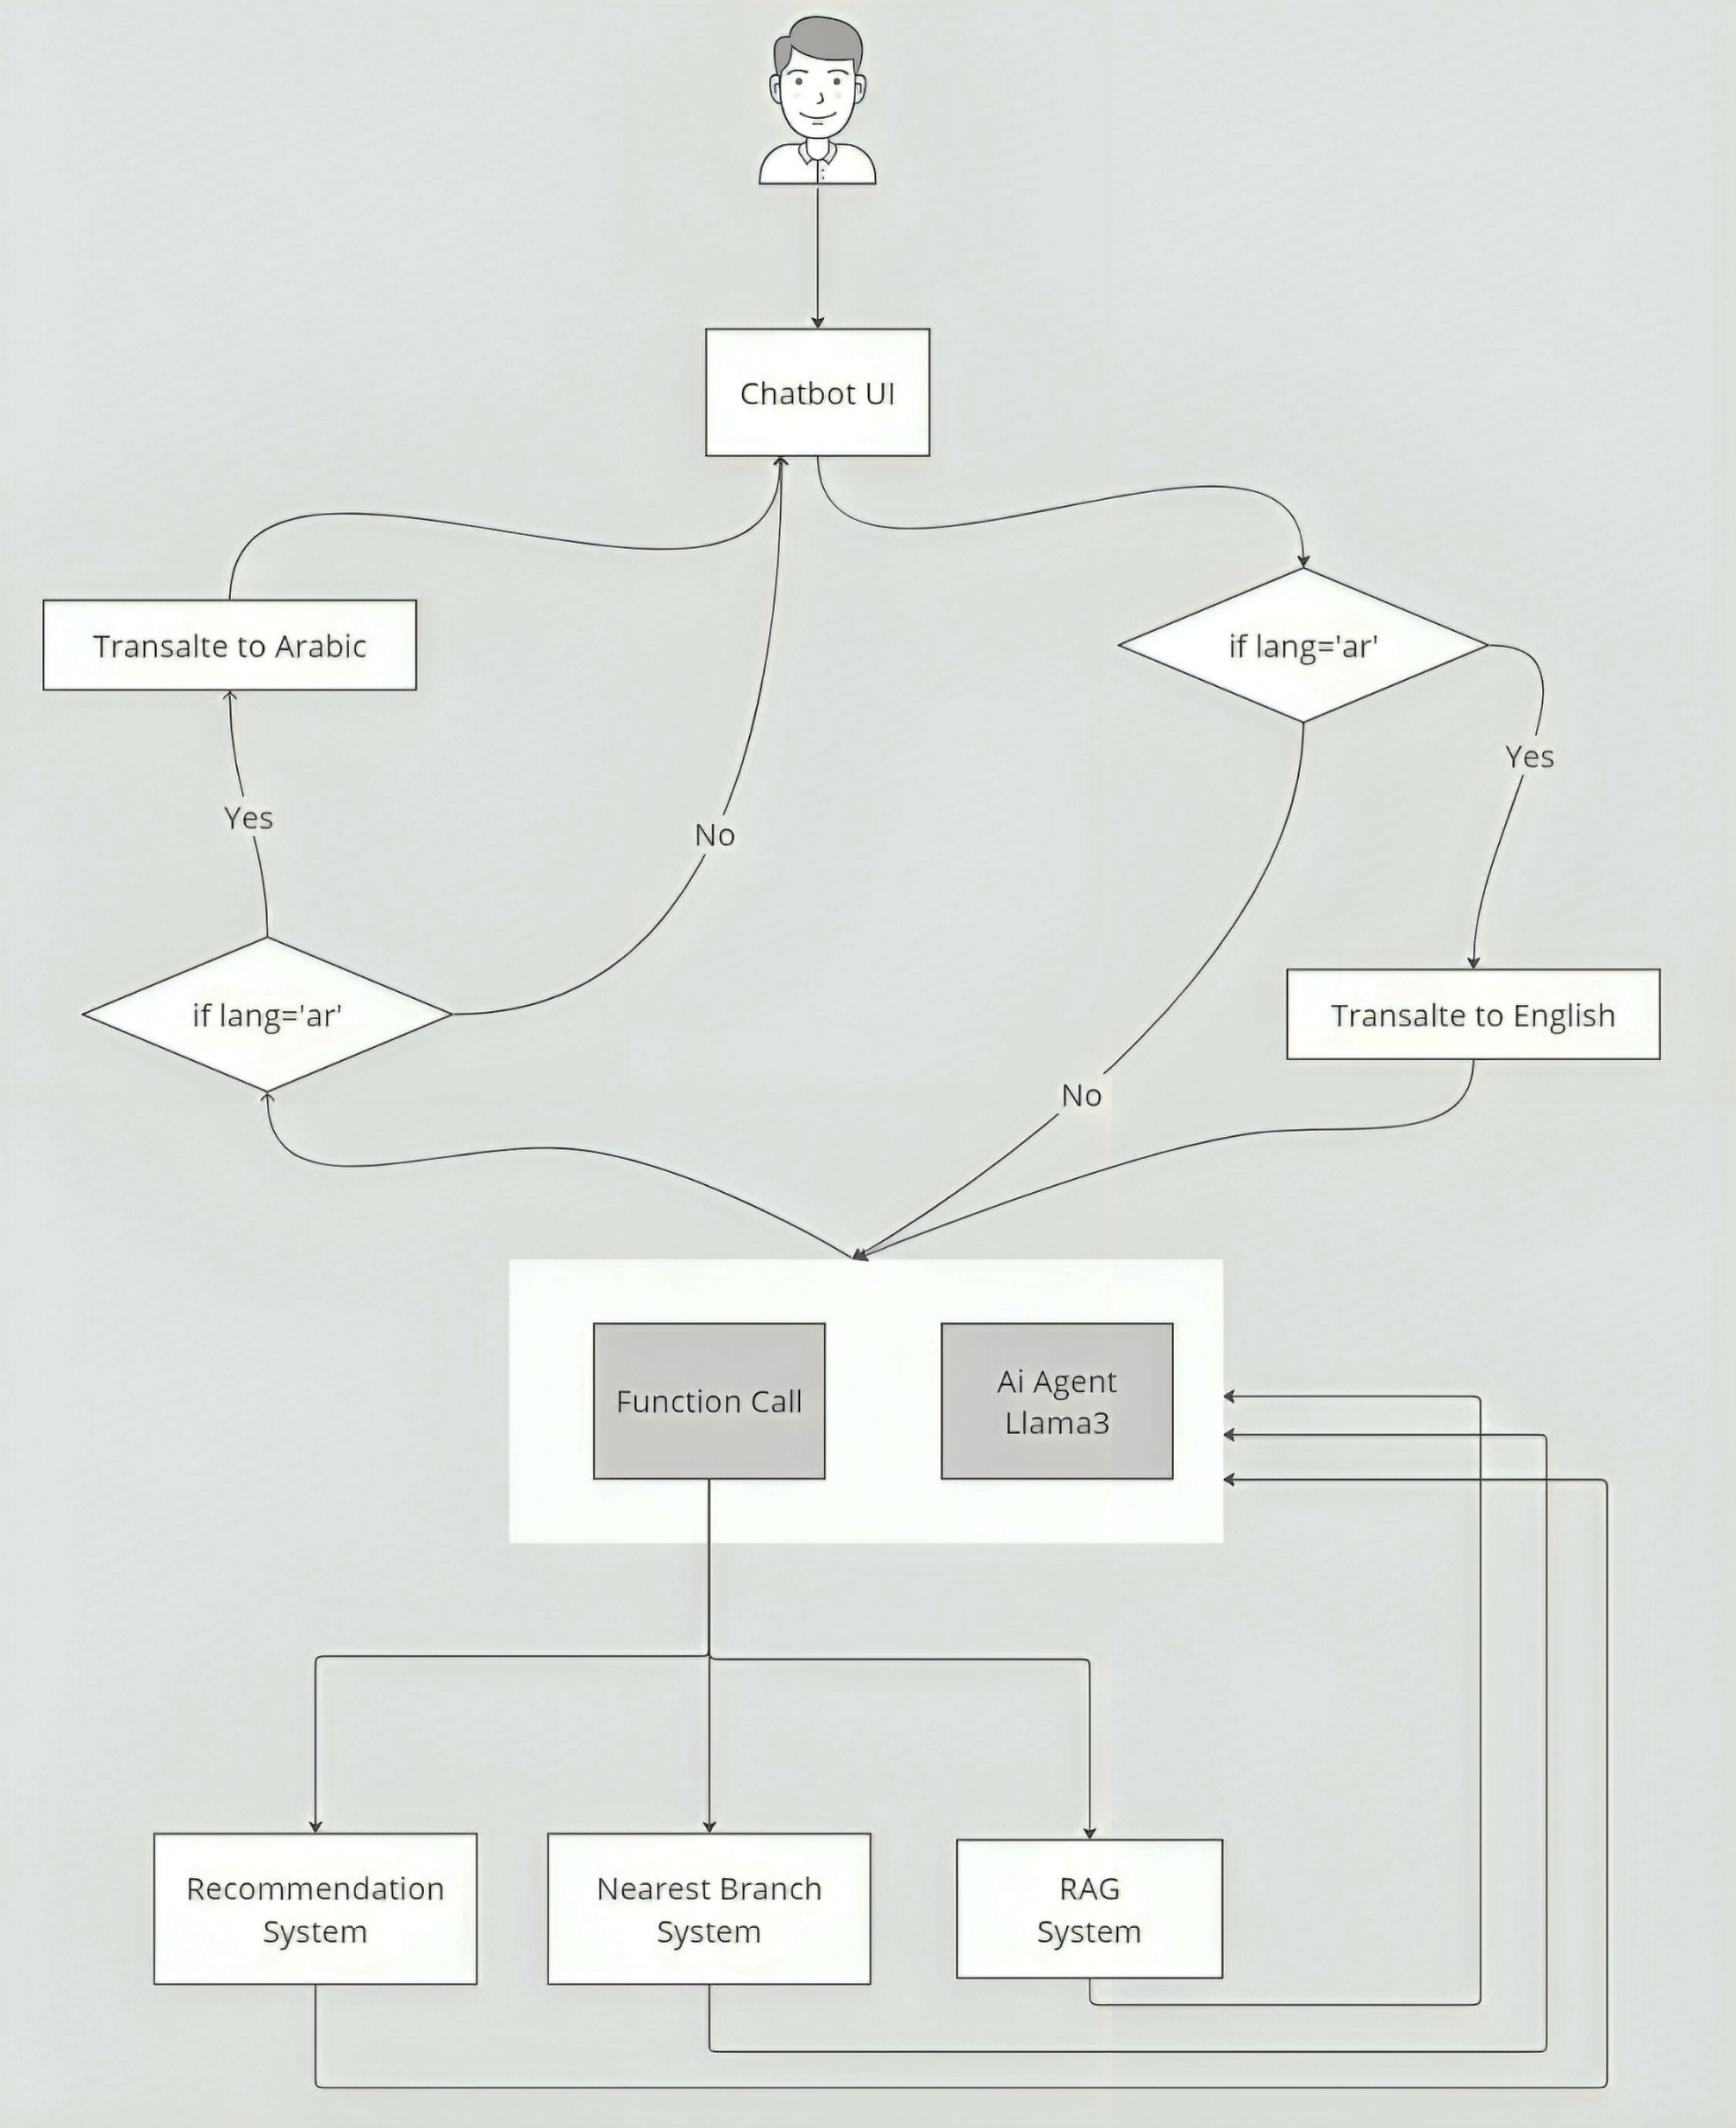 Chatbot UI
Transalte to Arabic
if lang='ar'
Yes
Yes
No
if lang='ar'
Transalte to English
No
Function Call
Ai Agent
Llama3
Recommendation
System
Nearest Branch
System
RAG
System